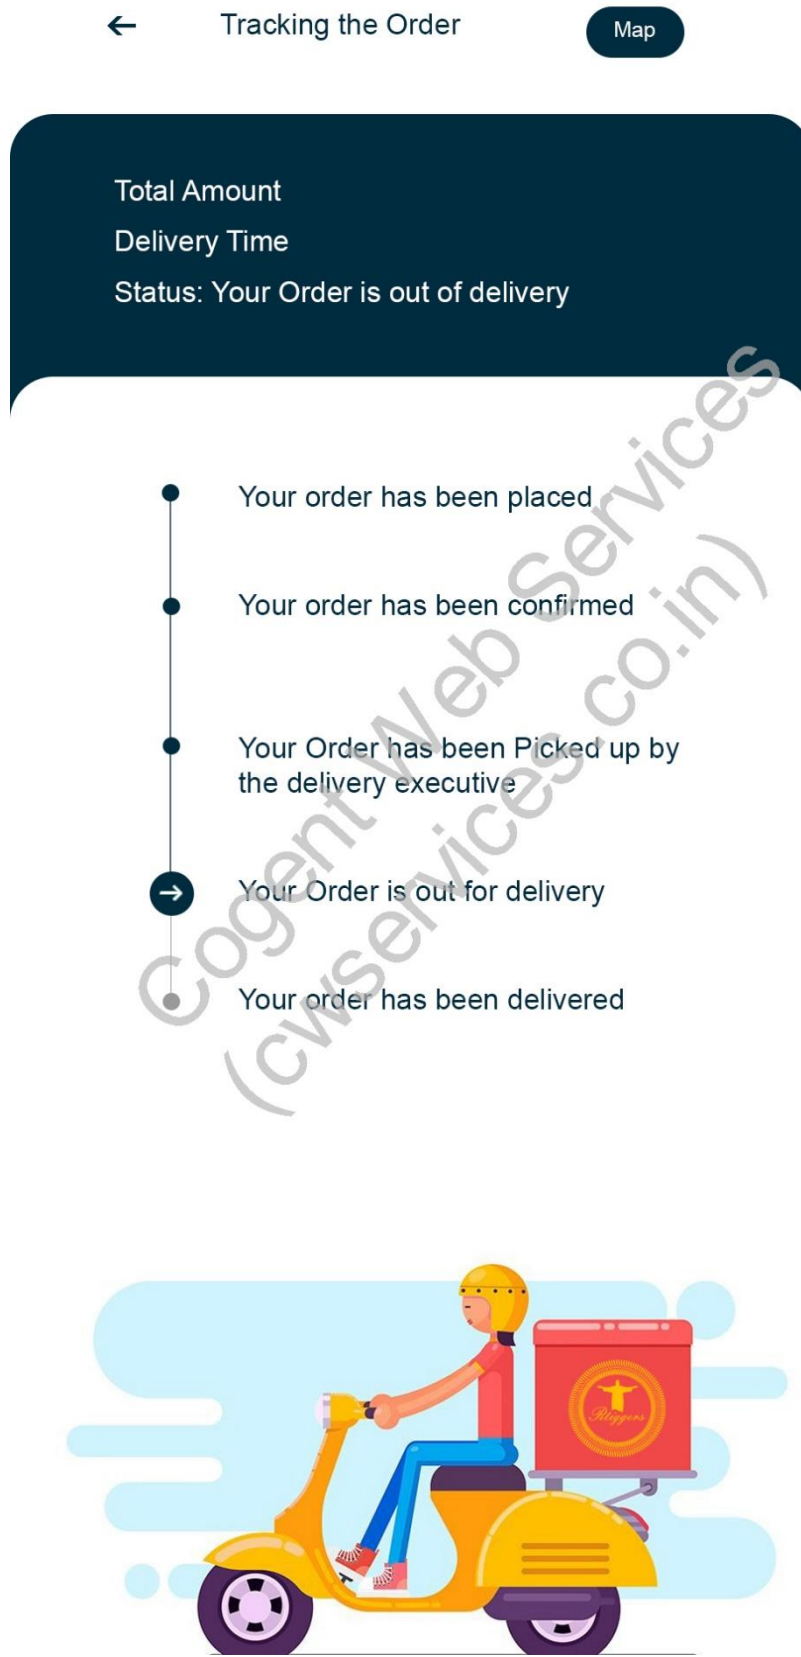 Tracking the Order
Map
Total Amount
Delivery Time
Status: Your Order is out of delivery
Your order has been placed
Your order has been confirmed
Your Order has been Picked up by
the delivery executive
Your Order is out for delivery
Your order has been delivered
Cogent Web Services
(cwservices.co.in)
Rliggers